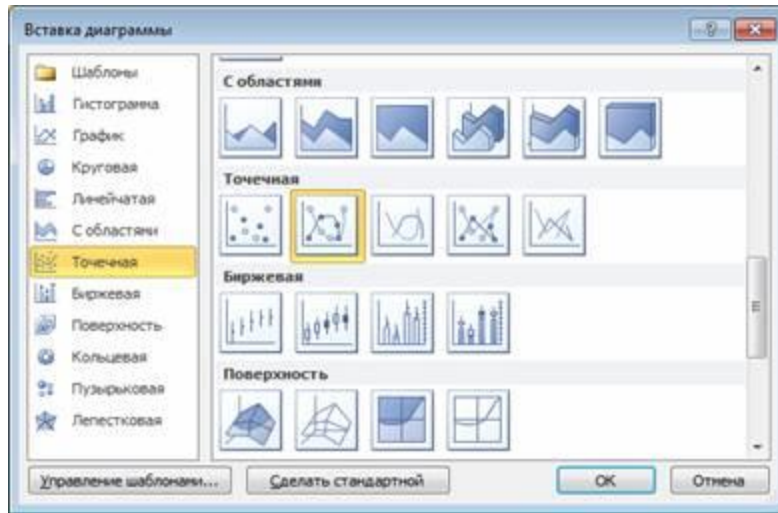 Вставка диаграммы
Шаблоны
Гистограмма
График
Круговая
Линейчатая
С областями
Точечная
Биржевая
Поверхность
Кольцевая
Пузырьковая
Лепестковая
С областями
Точечная
Биржевая
Поверхность
Управление шаблонами...
Сделать стандартной
ОК
Отмена